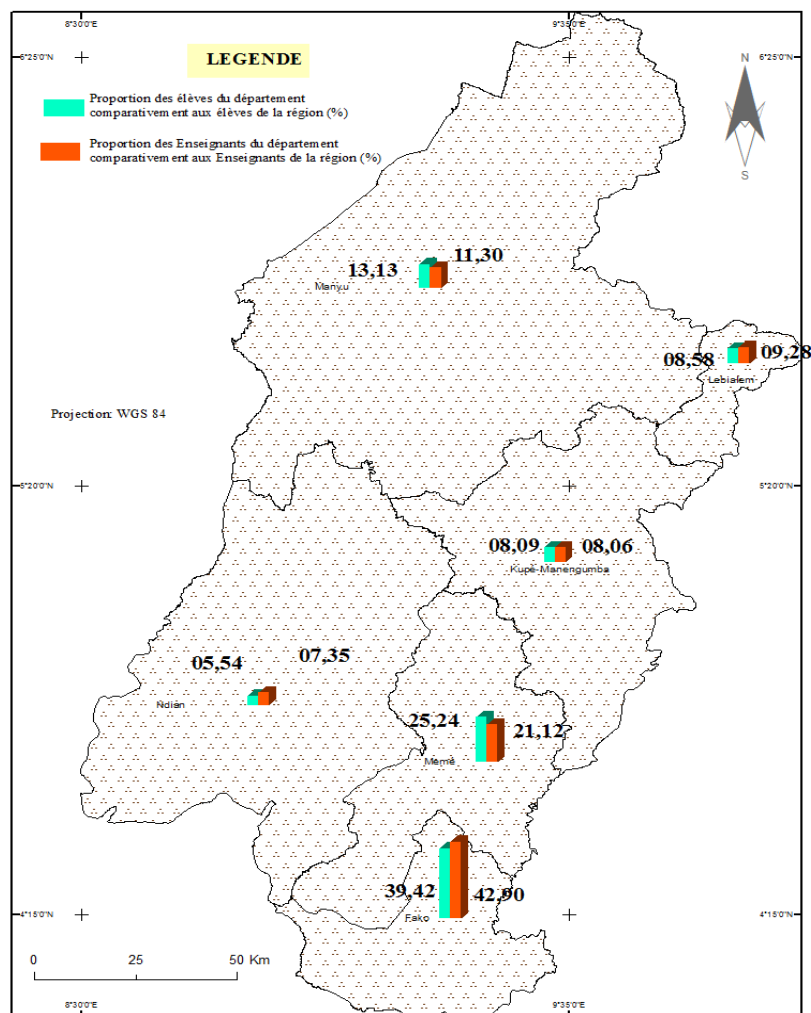 8°30'0"E
9°35'0"E
6°25'0"N
6°25'0"N
LEGENDE
Proportion des élèves du département
comparativement aux élèves de la région (%)
Proportion des Enseignants du département
comparativement aux Enseignants de la région (%)
N
S
13,13
11,30
Manyu
08,58
09,28
Lebialem
Projection: WGS 84
5°20'0"N
5°20'0"N
08,09
08,06
Kupé-Manengumba
05,54
07,35
Ndian
25,24
21,12
Meme
39,42
42,90
Fako
4°15'0"N
4°15'0"N
0
25
50 Km
8°30'0"E
9°35'0"E